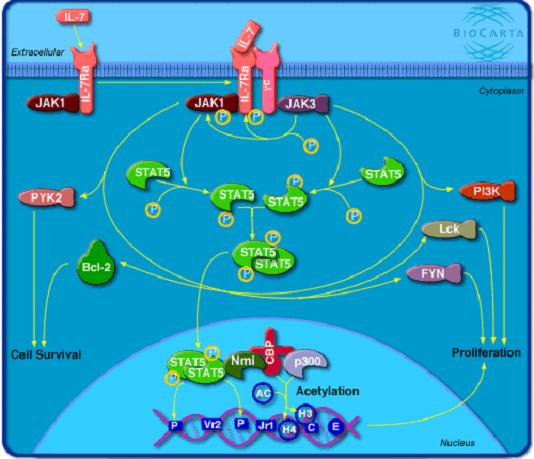 IL-7
BIOCARTA
Extracellular
IL-7Ra
JAK1
IL-7
IL-7Ra
γc
Cytoplasm
JAK1
JAK3
P
P
P
STAT5
STAT5
PYK2
STAT5
P
STAT5
PI3K
P
P
P
Lck
STAT5
STAT5
P
Bcl-2
FYN
Cell Survival
Proliferation
CBP
STAT5
P
Nmi
p300
STAT5
P
AC
Acetylation
H3
P
Vr2
P
Jr1
H4
C
E
Nucleus